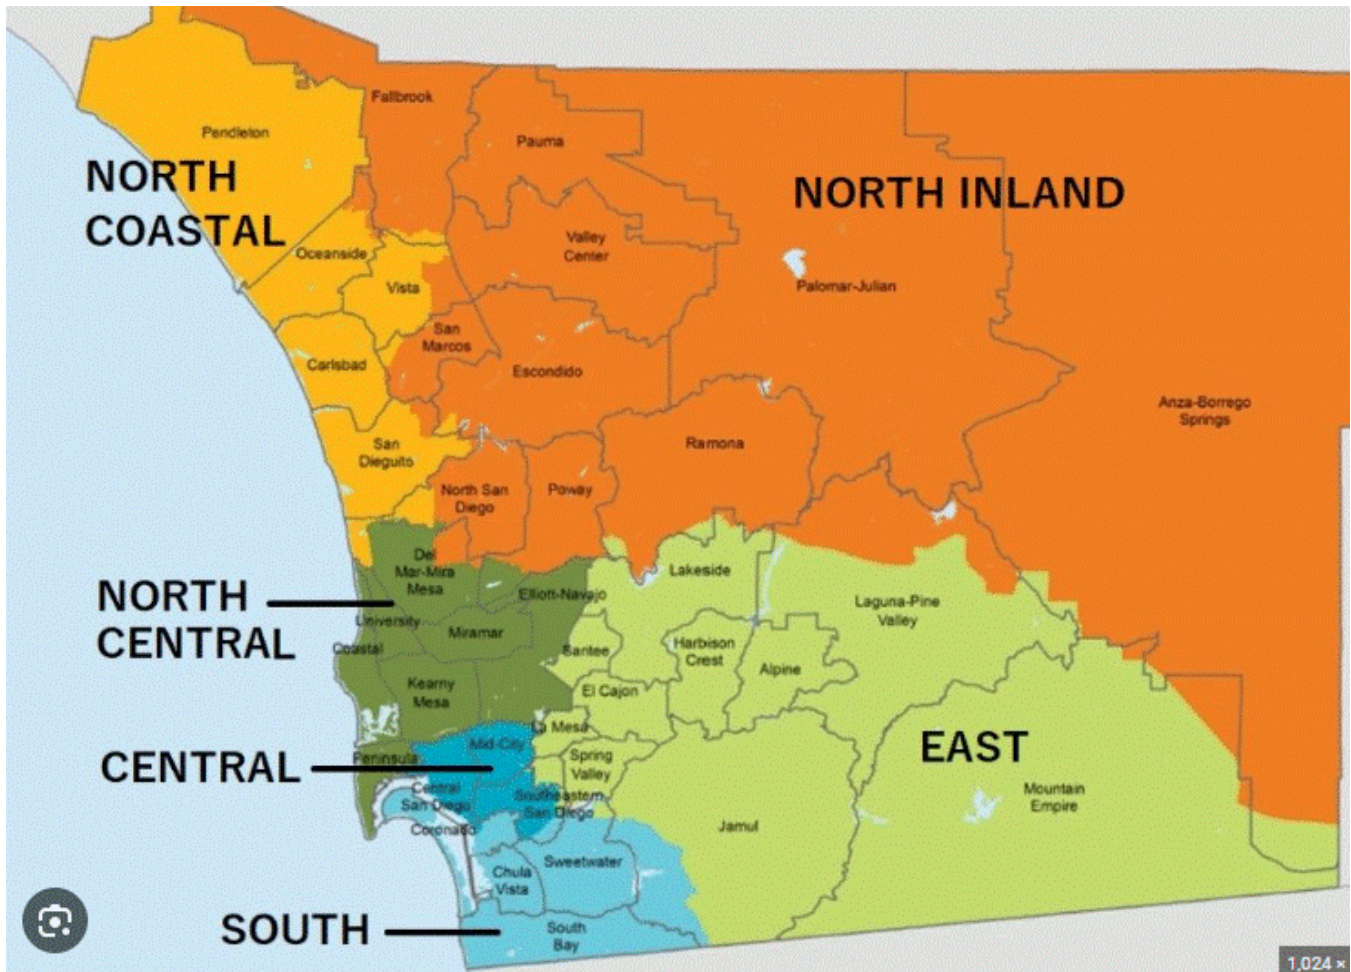 Fallbrook
Pendleton
Pauma
NORTH
COASTAL
NORTH INLAND
Oceanside
Valley
Center
Vista
Palomar-Julian
San
Marcos
Carlsbad
Escondido
Anza-Borrego
Springs
San
Dieguito
Ramona
North San
Diego
Poway
Del
Mar-Mira
Mesa
Lakeside
Elliott-Navajo
NORTH
CENTRAL
Laguna-Pine
Valley
University
Miramar
Coastal
Santee
Harbison
Crest
Alpine
Kearny
Mesa
El Cajon
La Mesa
Mid-City
EAST
CENTRAL
Peninsula
Spring
Valley
Central
San Diego
Southeastern
San Diego
Mountain
Empire
Coronado
Jamul
Sweetwater
Chula
Vista
SOUTH
South
Bay
1,024 ×